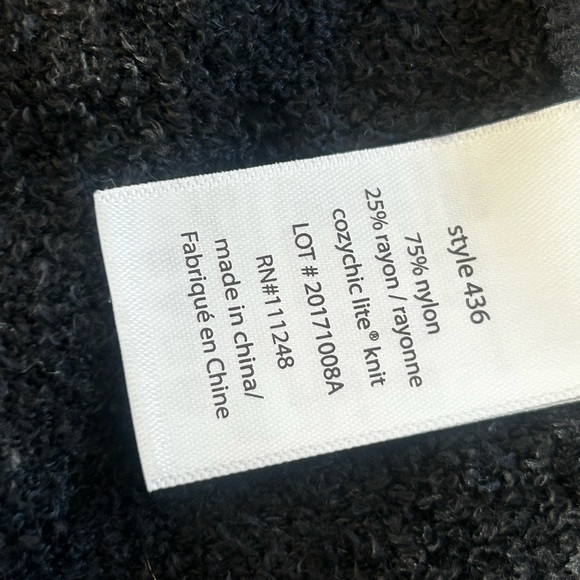 style 436
75% nylon
25% rayon / rayonne
cozychic lite® knit
LOT # 20171008A
RN#111248
made in china/
Fabriqué en Chine